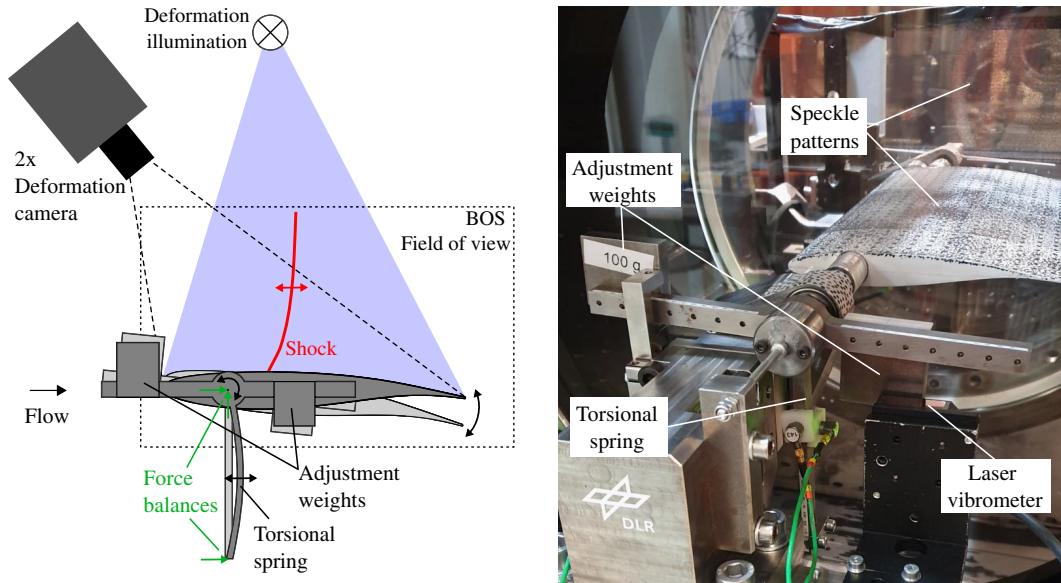 Deformation
illumination
2x
Deformation
camera
BOS
Field of view
Shock
Flow
Force
balances
Adjustment
weights
Torsional
spring
Speckle
patterns
Adjustment
weights
100 g
Torsional
spring
Laser
vibrometer
DLR